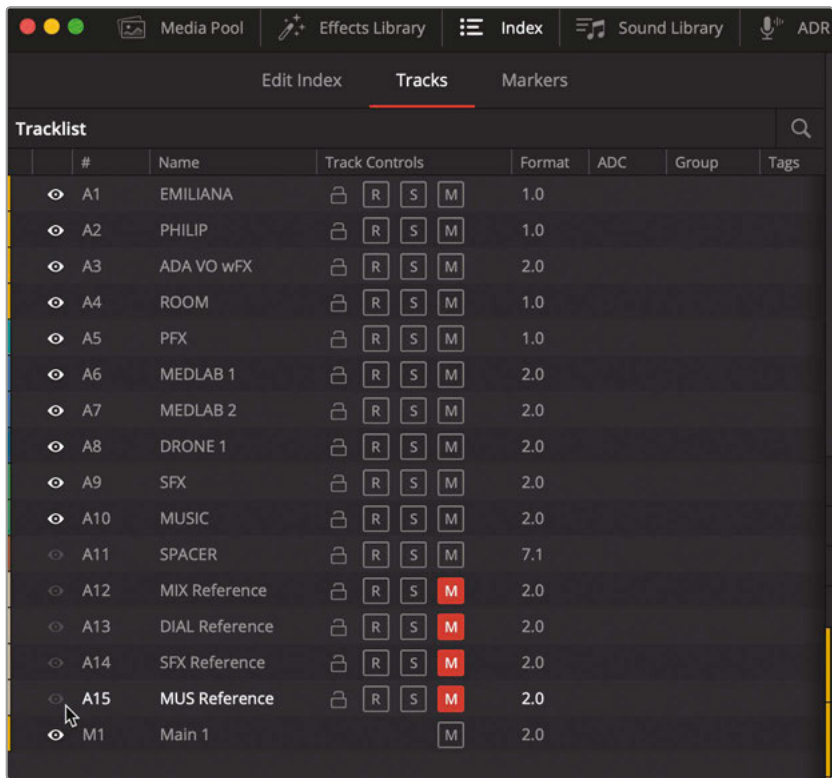 Media Pool Effects Library Index Sound Library ADR
Edit Index Tracks Markers
Tracklist
# Name Track Controls Format ADC Group Tags
A1 EMILIANA R S M 1.0
A2 PHILIP R S M 1.0
A3 ADA VO wFX R S M 2.0
A4 ROOM R S M 1.0
A5 PFX R S M 1.0
A6 MEDLAB 1 R S M 2.0
A7 MEDLAB 2 R S M 2.0
A8 DRONE 1 R S M 2.0
A9 SFX R S M 2.0
A10 MUSIC R S M 2.0
A11 SPACER R S M 7.1
A12 MIX Reference R S M 2.0
A13 DIAL Reference R S M 2.0
A14 SFX Reference R S M 2.0
A15 MUS Reference R S M 2.0
M1 Main 1 M 2.0